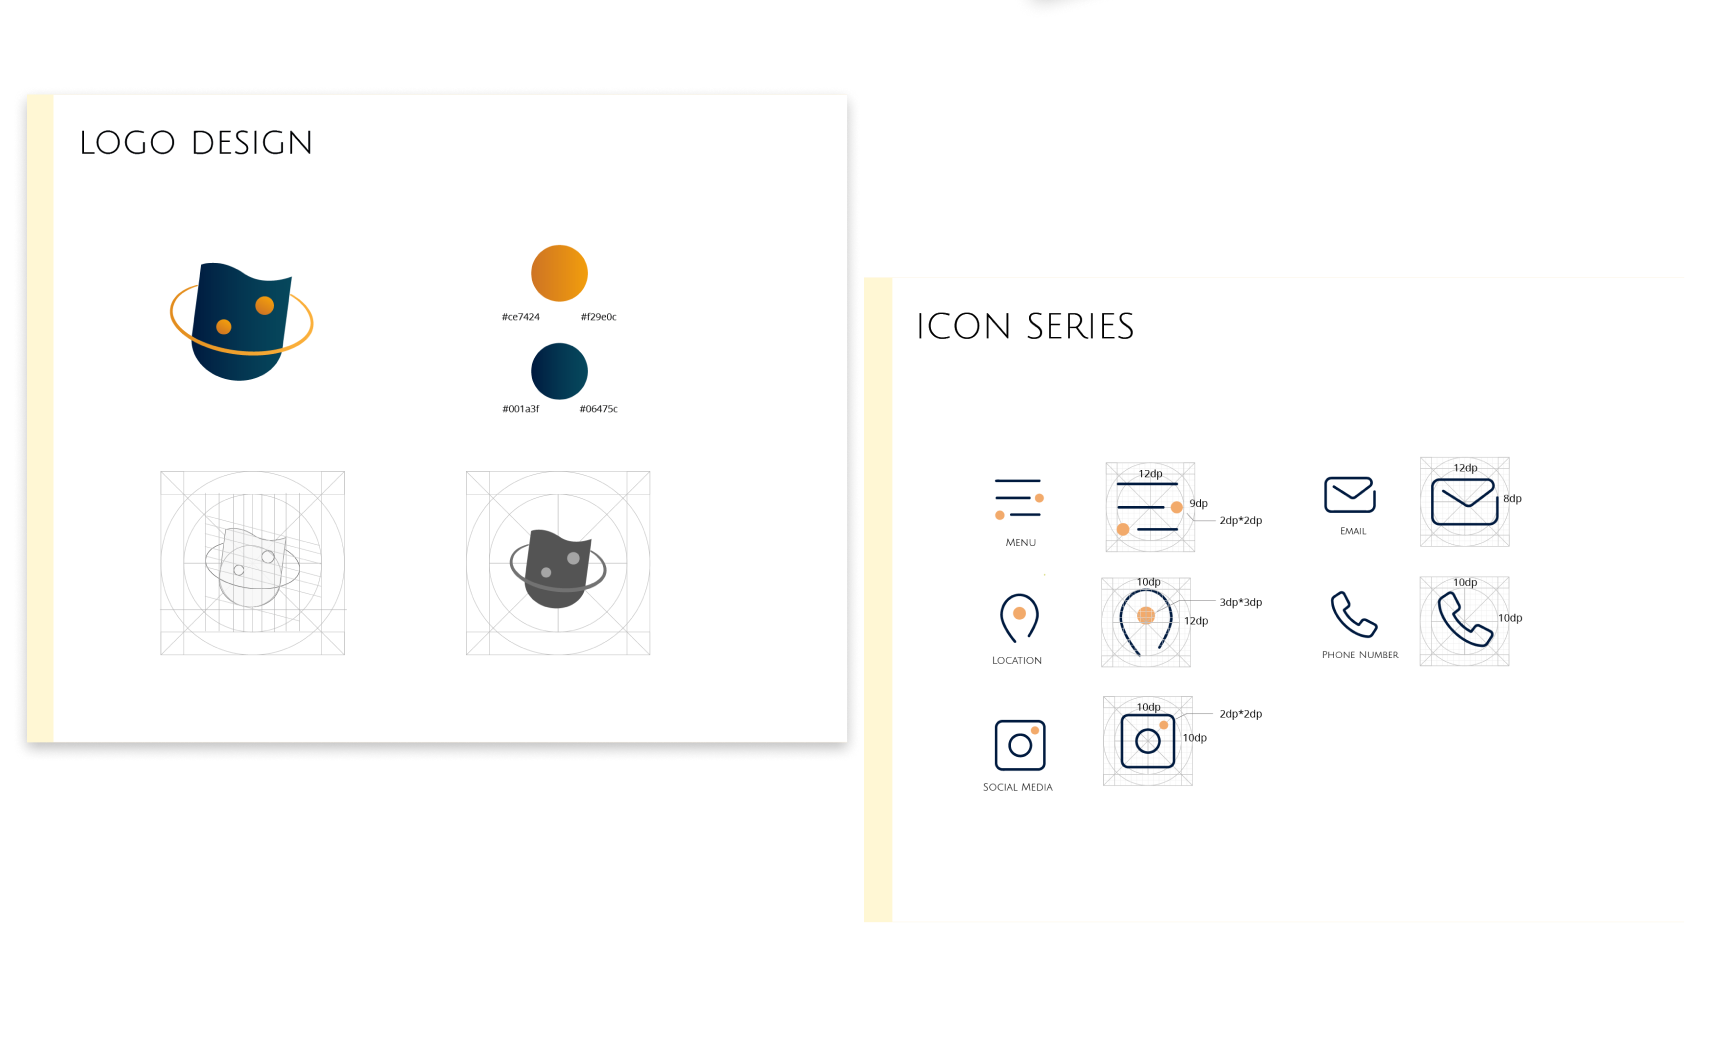 LOGO DESIGN
#ce7424 #f29e0c
#001a3f #06475c
ICON SERIES
MENU
12dp
9dp
2dp*2dp
EMAIL
12dp
8dp
LOCATION
10dp
3dp*3dp
12dp
PHONE NUMBER
10dp
10dp
SOCIAL MEDIA
10dp
2dp*2dp
10dp